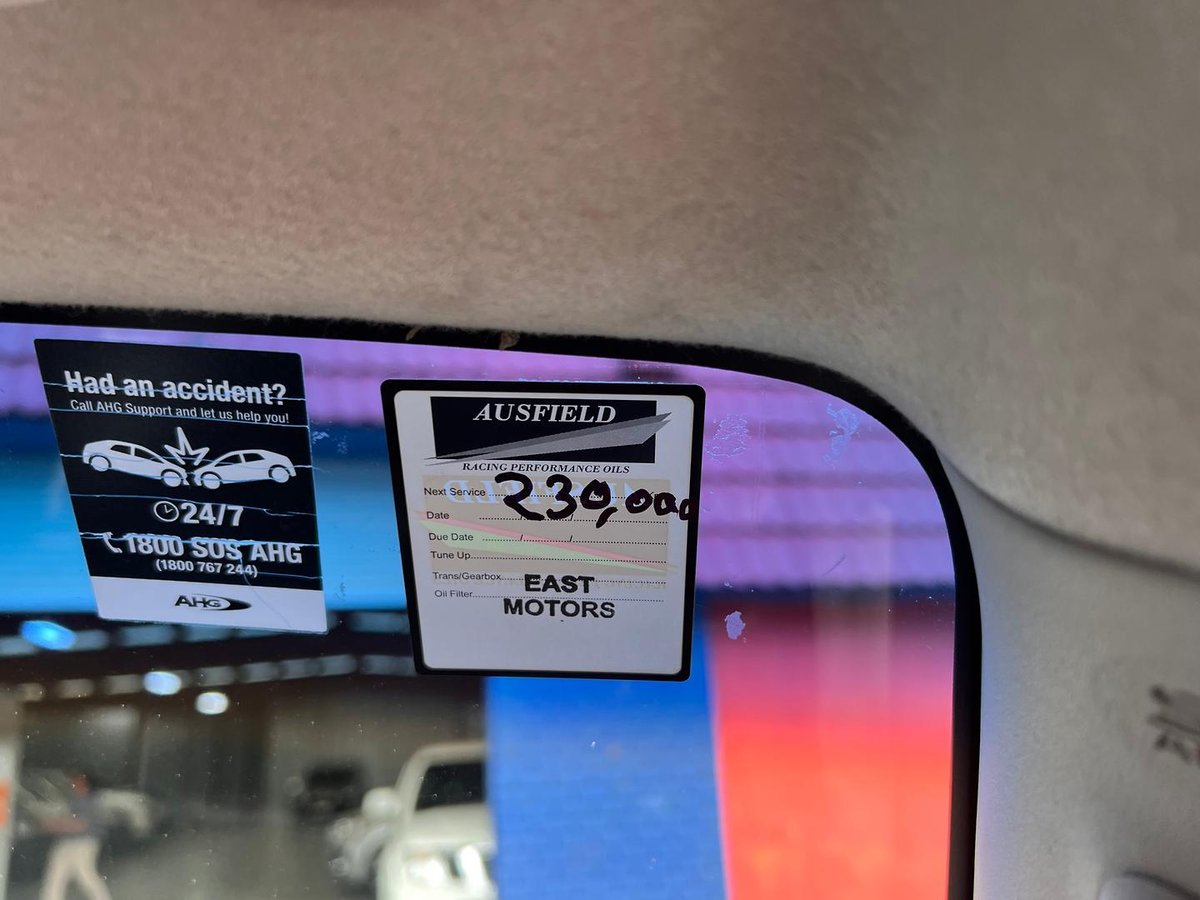 Had an accident?
Call AHG Support and let us help you!
24/7
1800 SOS AHG
(1800 767 244)
AHG
AUSFIELD
RACING PERFORMANCE OILS
Next Service 230,000
Date
Due Date
Tune Up
Trans/Gearbox
Oil Filter
EAST
MOTORS